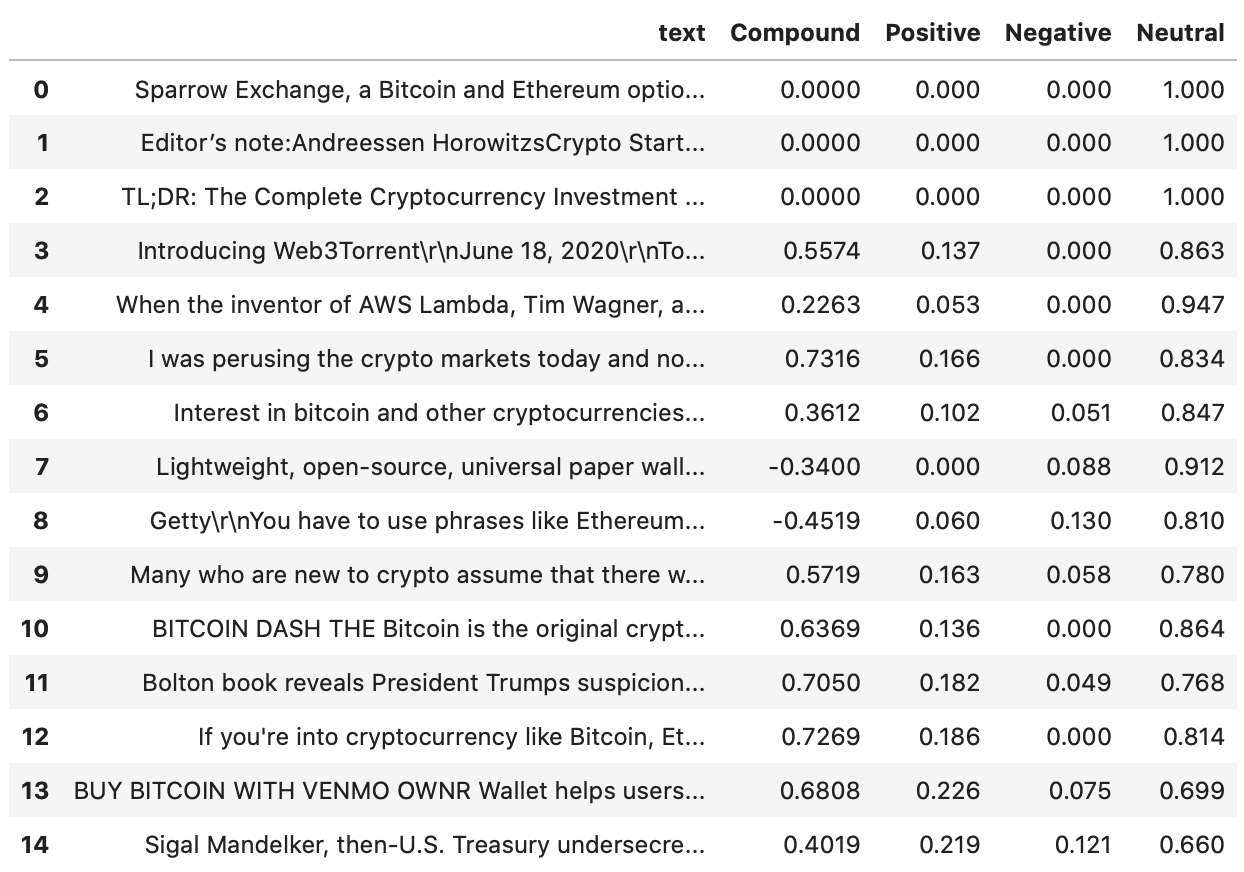 text Compound Positive Negative Neutral
0 Sparrow Exchange, a Bitcoin and Ethereum optio... 0.0000 0.000 0.000 1.000
1 Editor’s note:Andreessen HorowitzsCrypto Start... 0.0000 0.000 0.000 1.000
2 TL;DR: The Complete Cryptocurrency Investment ... 0.0000 0.000 0.000 1.000
3 Introducing Web3Torrent\r\nJune 18, 2020\r\nTo... 0.5574 0.137 0.000 0.863
4 When the inventor of AWS Lambda, Tim Wagner, a... 0.2263 0.053 0.000 0.947
5 I was perusing the crypto markets today and no... 0.7316 0.166 0.000 0.834
6 Interest in bitcoin and other cryptocurrencies... 0.3612 0.102 0.051 0.847
7 Lightweight, open-source, universal paper wall... -0.3400 0.000 0.088 0.912
8 Getty\r\nYou have to use phrases like Ethereum... -0.4519 0.060 0.130 0.810
9 Many who are new to crypto assume that there w... 0.5719 0.163 0.058 0.780
10 BITCOIN DASH THE Bitcoin is the original crypt... 0.6369 0.136 0.000 0.864
11 Bolton book reveals President Trumps suspicion... 0.7050 0.182 0.049 0.768
12 If you're into cryptocurrency like Bitcoin, Et... 0.7269 0.186 0.000 0.814
13 BUY BITCOIN WITH VENMO OWNR Wallet helps users... 0.6808 0.226 0.075 0.699
14 Sigal Mandelker, then-U.S. Treasury undersecre... 0.4019 0.219 0.121 0.660